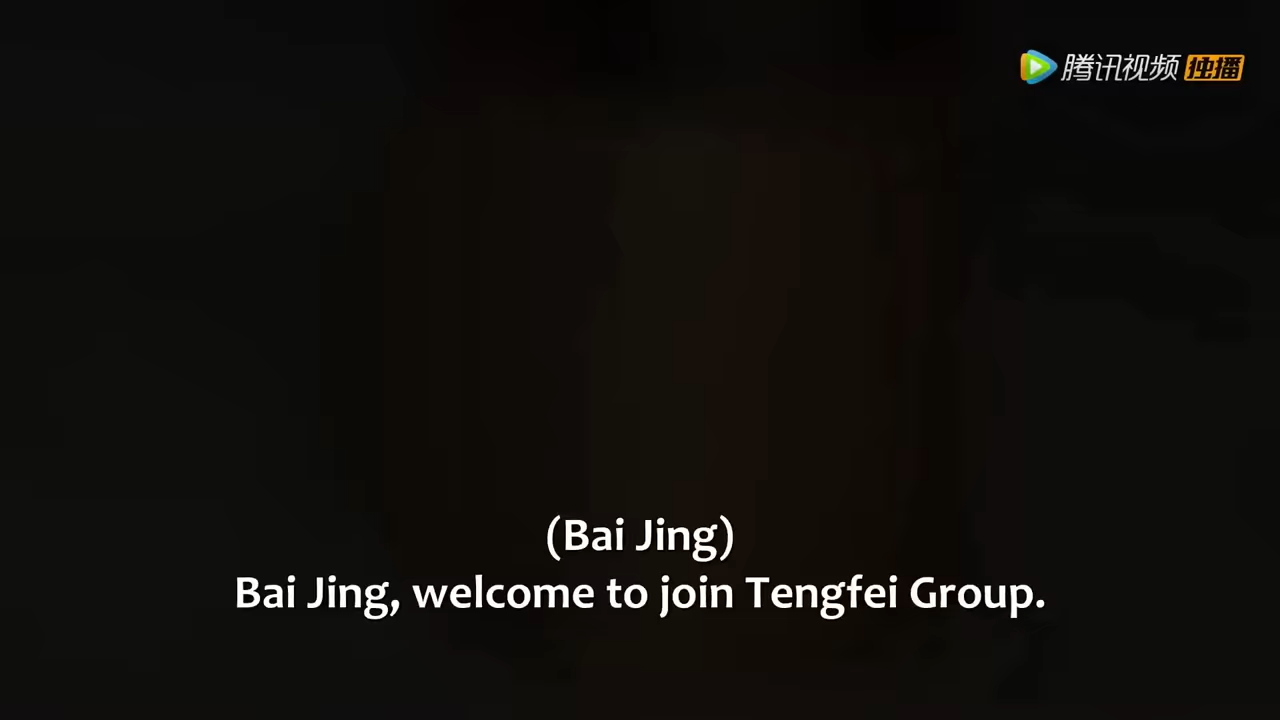 腾讯视频 独播
(Bai Jing)
Bai Jing, welcome to join Tengfei Group.